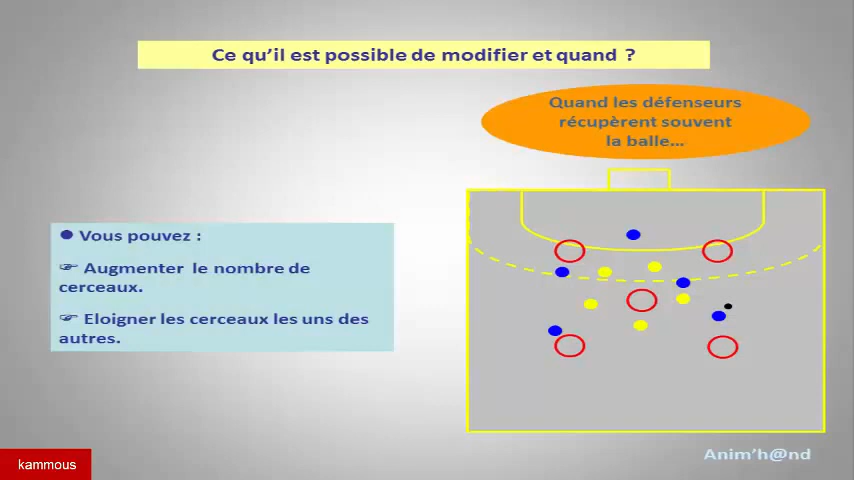 Ce qu’il est possible de modifier et quand ?
Quand les défenseurs
récupèrent souvent
la balle...
● Vous pouvez :
☞ Augmenter le nombre de
cerceaux.
☞ Eloigner les cerceaux les uns des
autres.
Anim’h@nd
kammous